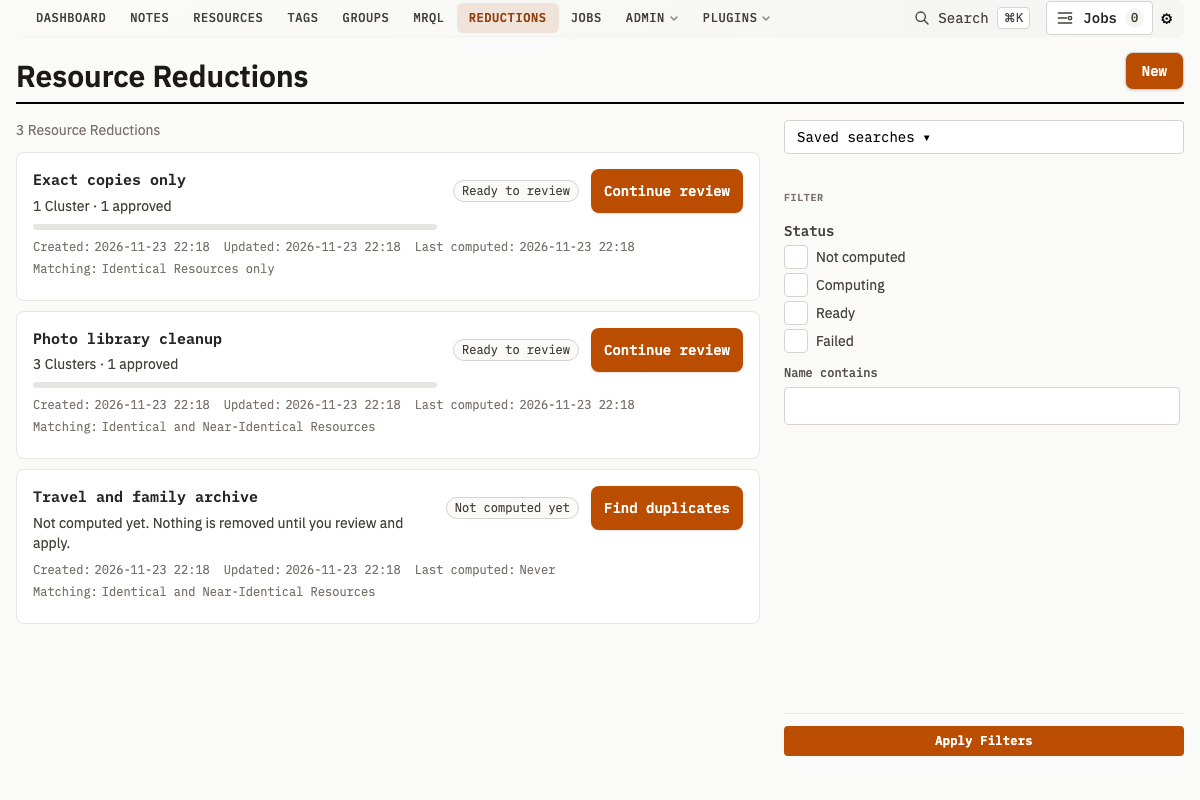 DASHBOARD NOTES RESOURCES TAGS GROUPS MRQL REDUCTIONS JOBS ADMIN PLUGINS Search ⌘K Jobs 0
Resource Reductions
New
3 Resource Reductions
Exact copies only
1 Cluster · 1 approved
Ready to review
Continue review
Created: 2026-11-23 22:18 Updated: 2026-11-23 22:18 Last computed: 2026-11-23 22:18
Matching: Identical Resources only
Photo library cleanup
3 Clusters · 1 approved
Ready to review
Continue review
Created: 2026-11-23 22:18 Updated: 2026-11-23 22:18 Last computed: 2026-11-23 22:18
Matching: Identical and Near-Identical Resources
Travel and family archive
Not computed yet. Nothing is removed until you review and
apply.
Not computed yet
Find duplicates
Created: 2026-11-23 22:18 Updated: 2026-11-23 22:18 Last computed: Never
Matching: Identical and Near-Identical Resources
Saved searches ▾
FILTER
Status
Not computed
Computing
Ready
Failed
Name contains
Apply Filters